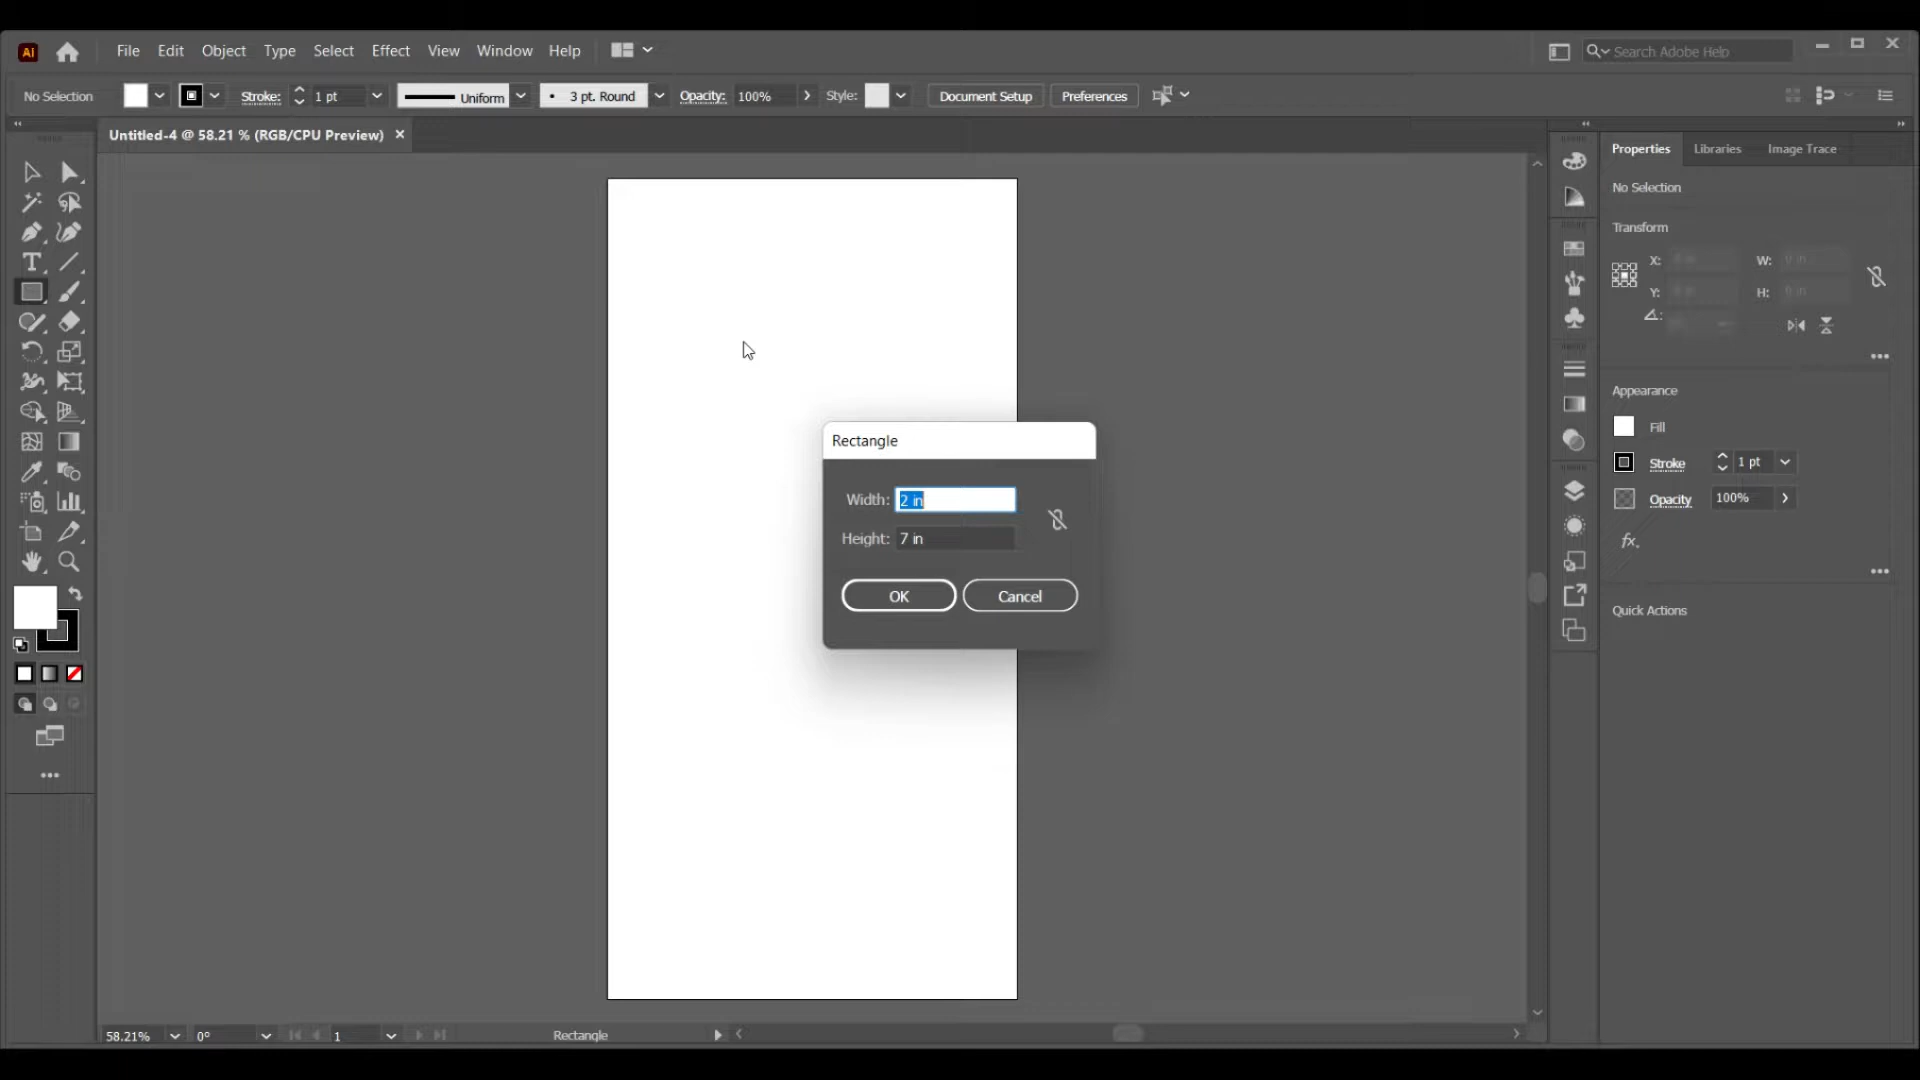 Ai File Edit Object Type Select Effect View Window Help Search Adobe Help
No Selection Stroke: 1 pt Uniform 3 pt. Round Opacity: 100% Style: Document Setup Preferences
Untitled-4 @ 58.21 % (RGB/CPU Preview)
Properties Libraries Image Trace
No Selection
Transform
X: W:
Y: H:
Appearance
Fill
Stroke 1 pt
Opacity 100%
fx.
Quick Actions
Rectangle
Width: 2 in
Height: 7 in
OK Cancel
58.21% 0° 1 Rectangle